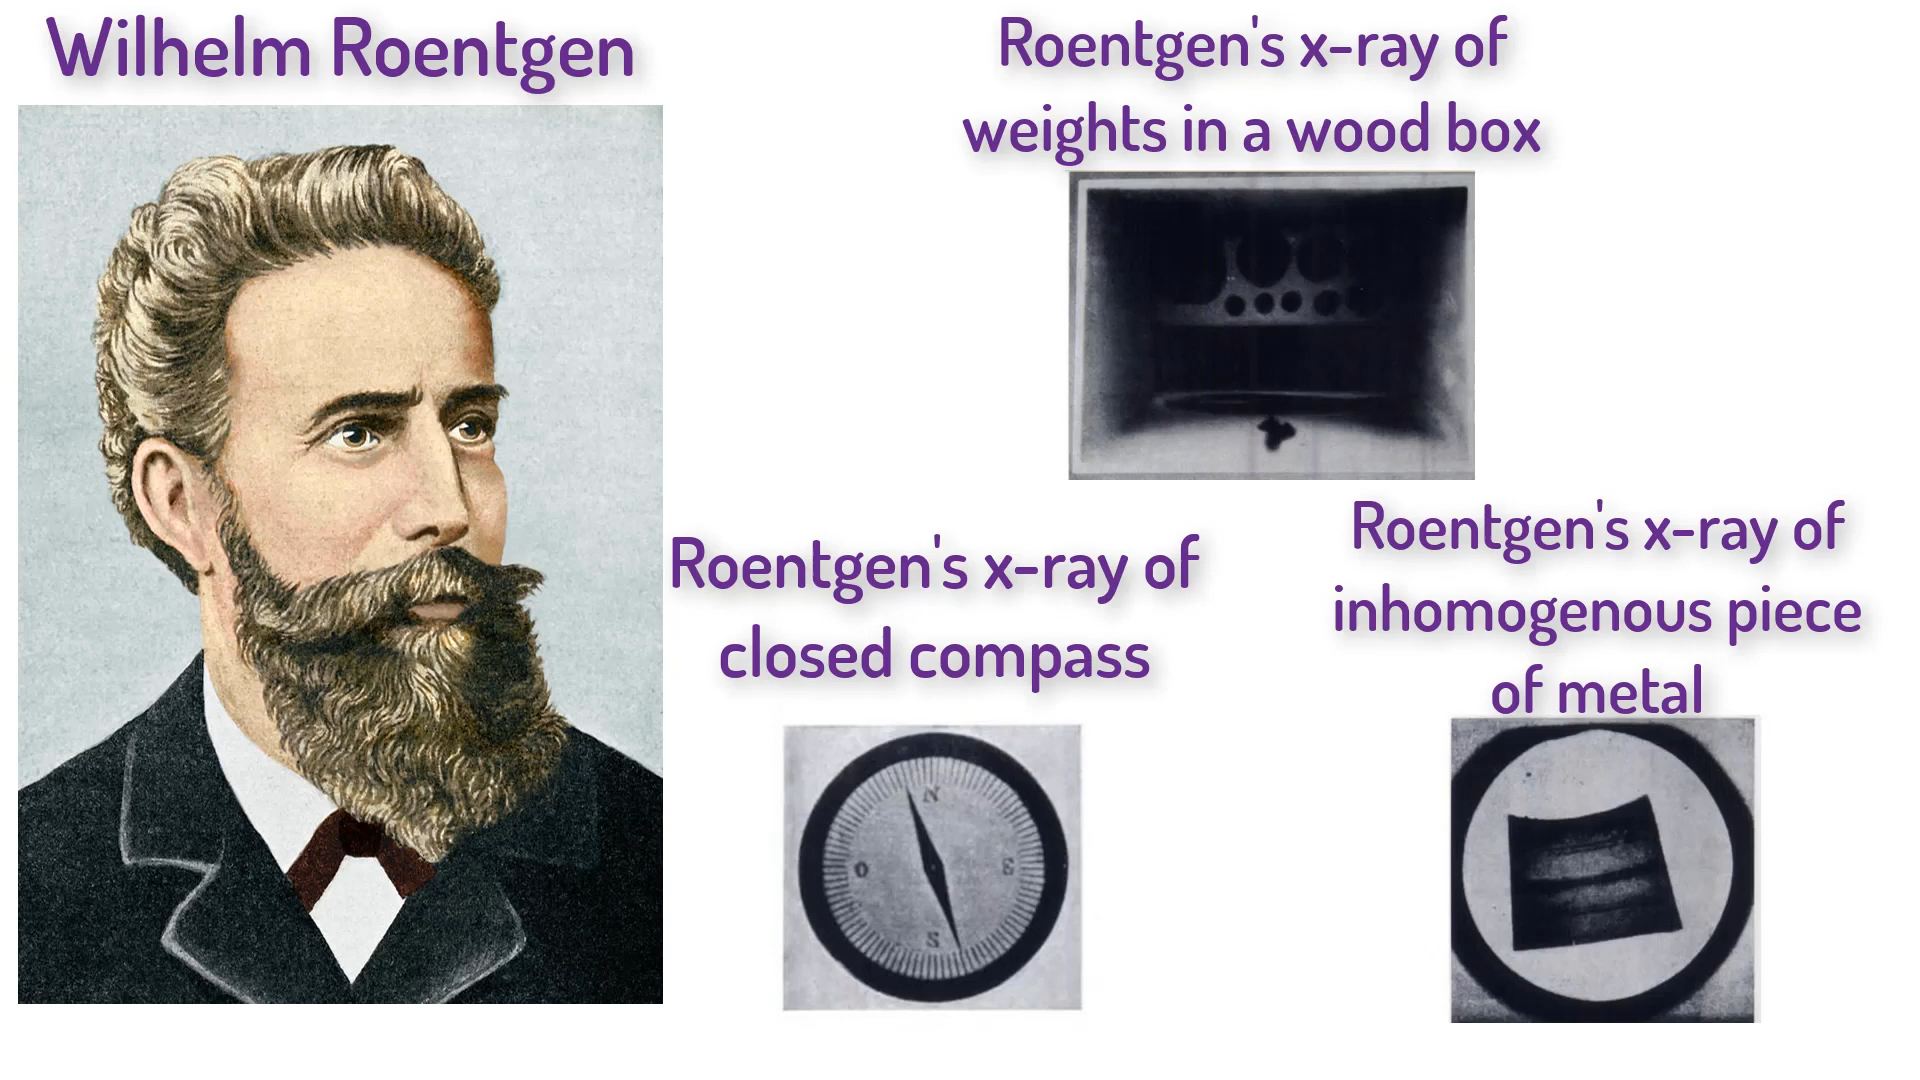 Wilhelm Roentgen
Roentgen's x-ray of
weights in a wood box
Roentgen's x-ray of
closed compass
N
O
E
S
Roentgen's x-ray of
inhomogenous piece
of metal